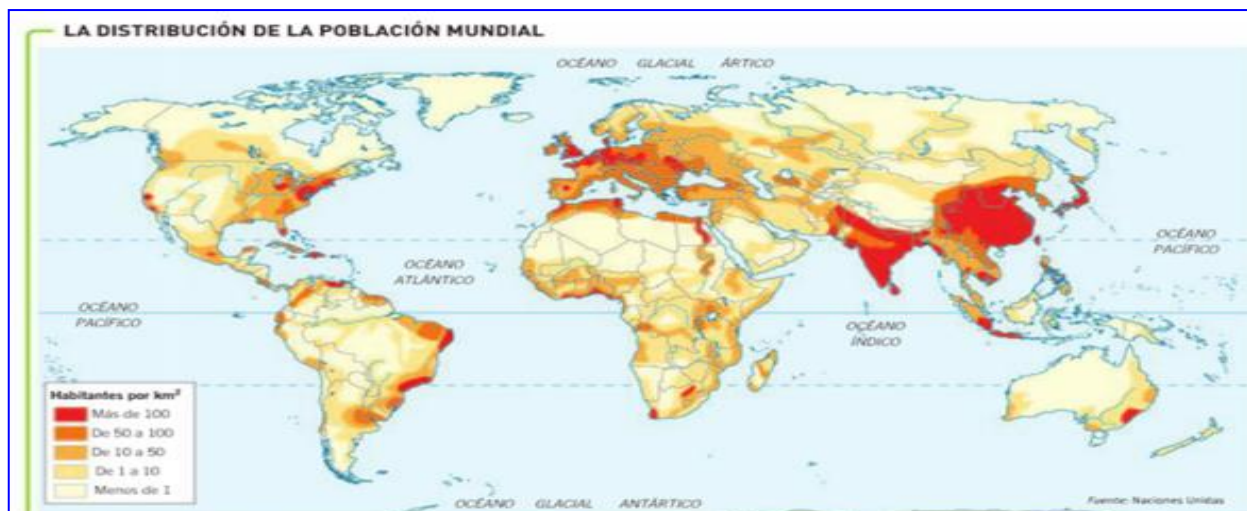 LA DISTRIBUCIÓN DE LA POBLACIÓN MUNDIAL
OCÉANO GLACIAL ÁRTICO
OCÉANO
ATLÁNTICO
OCÉANO
PACÍFICO
OCÉANO
PACÍFICO
OCÉANO
ÍNDICO
Habitantes por km²
Más de 100
De 50 a 100
De 10 a 50
De 1 a 10
Menos de 1
OCÉANO GLACIAL ANTÁRTICO
Fuente: Naciones Unidas